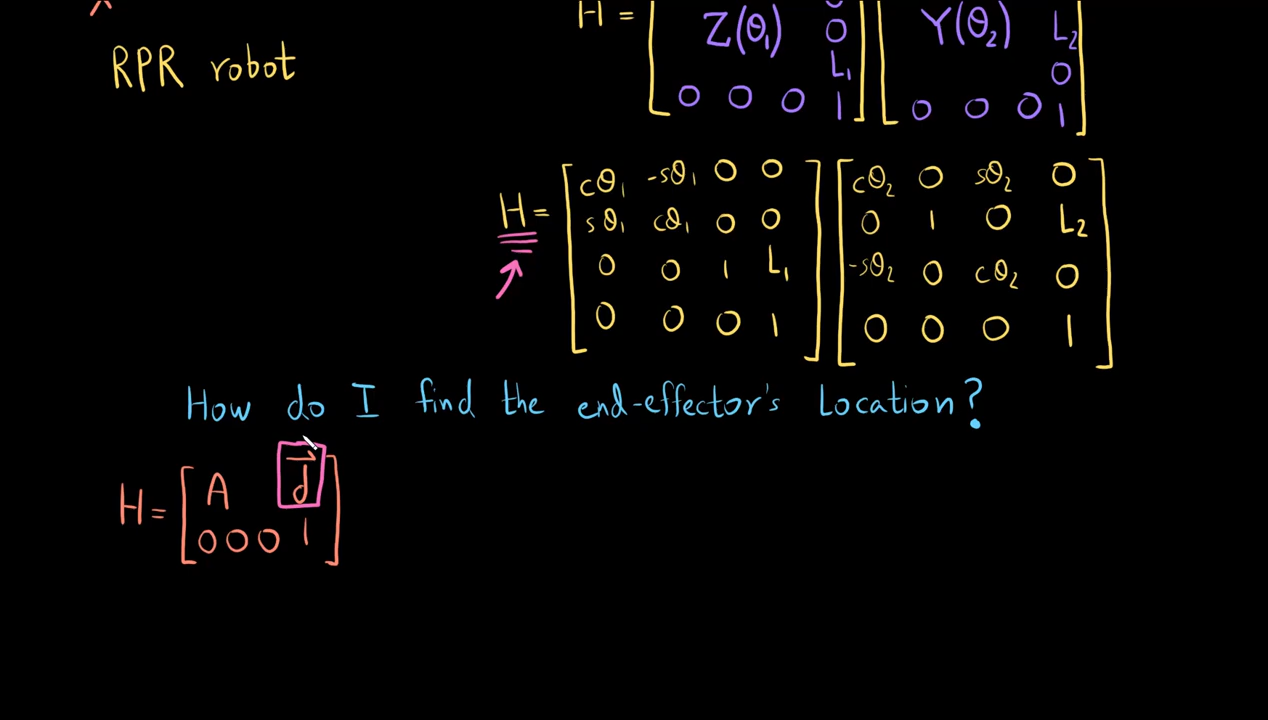 H = [ Z(θ₁) 0 ] [ Y(θ₂) L₂ ]
L₁ 0
0 0 0 1 0 0 0 1
RPR robot
H = [ cθ₁ -sθ₁ 0 0 ] [ cθ₂ 0 sθ₂ 0 ]
sθ₁ cθ₁ 0 0 0 1 0 L₂
0 0 1 L₁ -sθ₂ 0 cθ₂ 0
0 0 0 1 0 0 0 1
How do I find the end-effector's Location?
H = [ A d⃗ ]
0 0 0 1